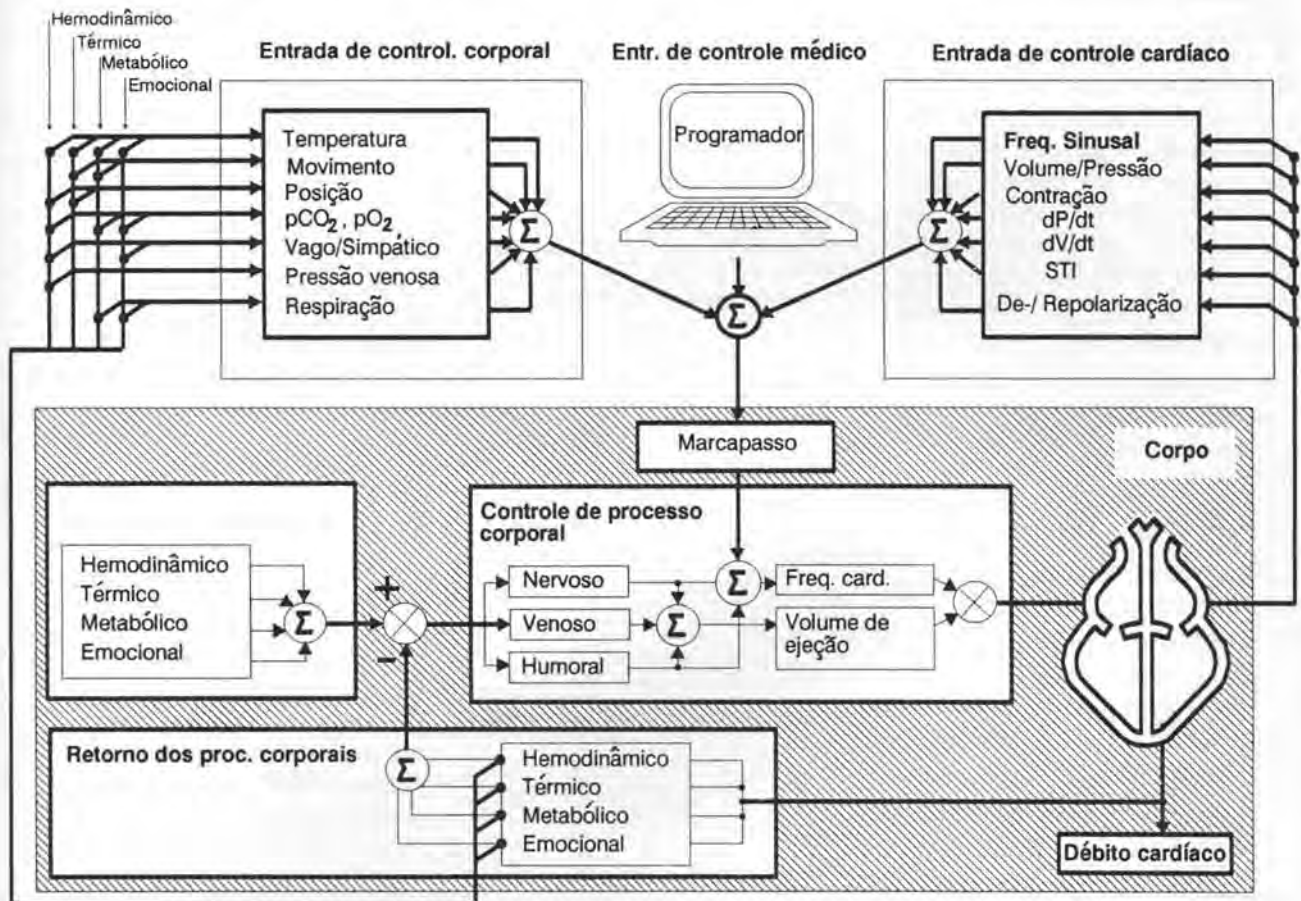 Hemodinâmico
Térmico
Metabólico
Emocional
Entrada de control. corporal
Entr. de controle médico
Entrada de controle cardíaco
Temperatura
Movimento
Posição
pCO₂ , pO₂
Vago/Simpático
Pressão venosa
Respiração
Σ
Programador
Σ
Freq. Sinusal
Volume/Pressão
Contração
dP/dt
dV/dt
STI
De-/ Repolarização
Σ
Marcapasso
Corpo
Hemodinâmico
Térmico
Metabólico
Emocional
Σ
+
−
Controle de processo
corporal
Nervoso
Venoso
Humoral
Σ
Σ
Freq. card.
Volume de
ejeção
Retorno dos proc. corporais
Σ
Hemodinâmico
Térmico
Metabólico
Emocional
Débito cardíaco